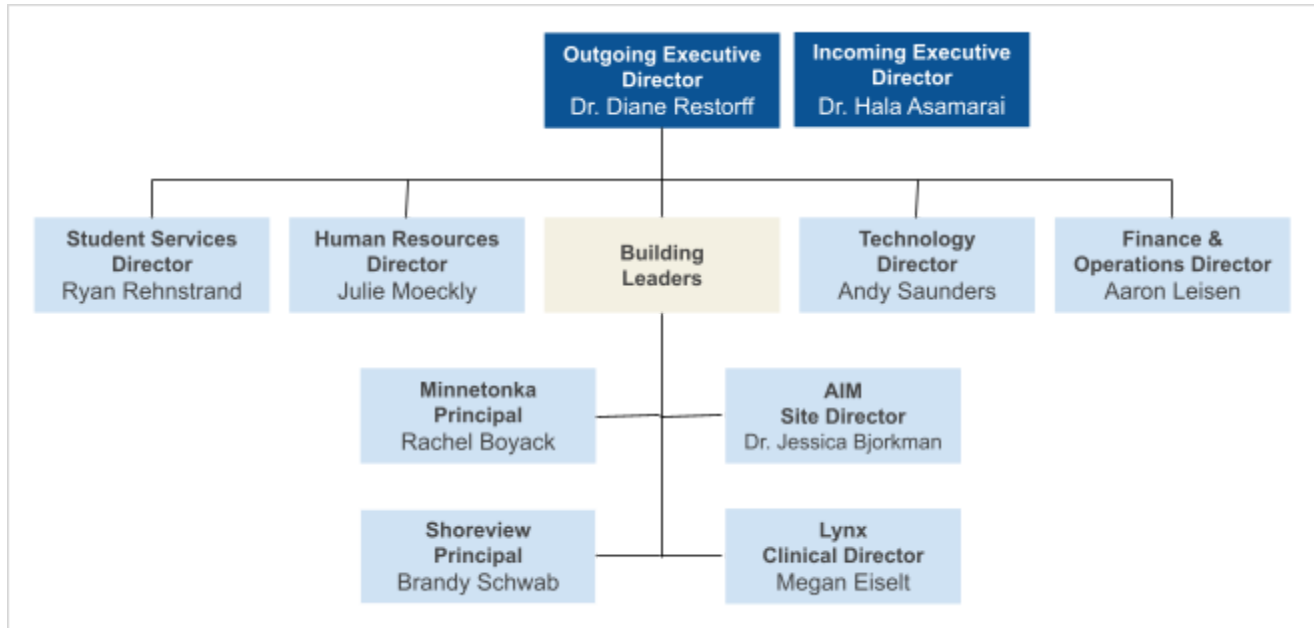 Outgoing Executive
Director
Dr. Diane Restorff
Incoming Executive
Director
Dr. Hala Asamarai
Student Services
Director
Ryan Rehnstrand
Human Resources
Director
Julie Moeckly
Building
Leaders
Technology
Director
Andy Saunders
Finance &
Operations Director
Aaron Leisen
Minnetonka
Principal
Rachel Boyack
AIM
Site Director
Dr. Jessica Bjorkman
Shoreview
Principal
Brandy Schwab
Lynx
Clinical Director
Megan Eiselt